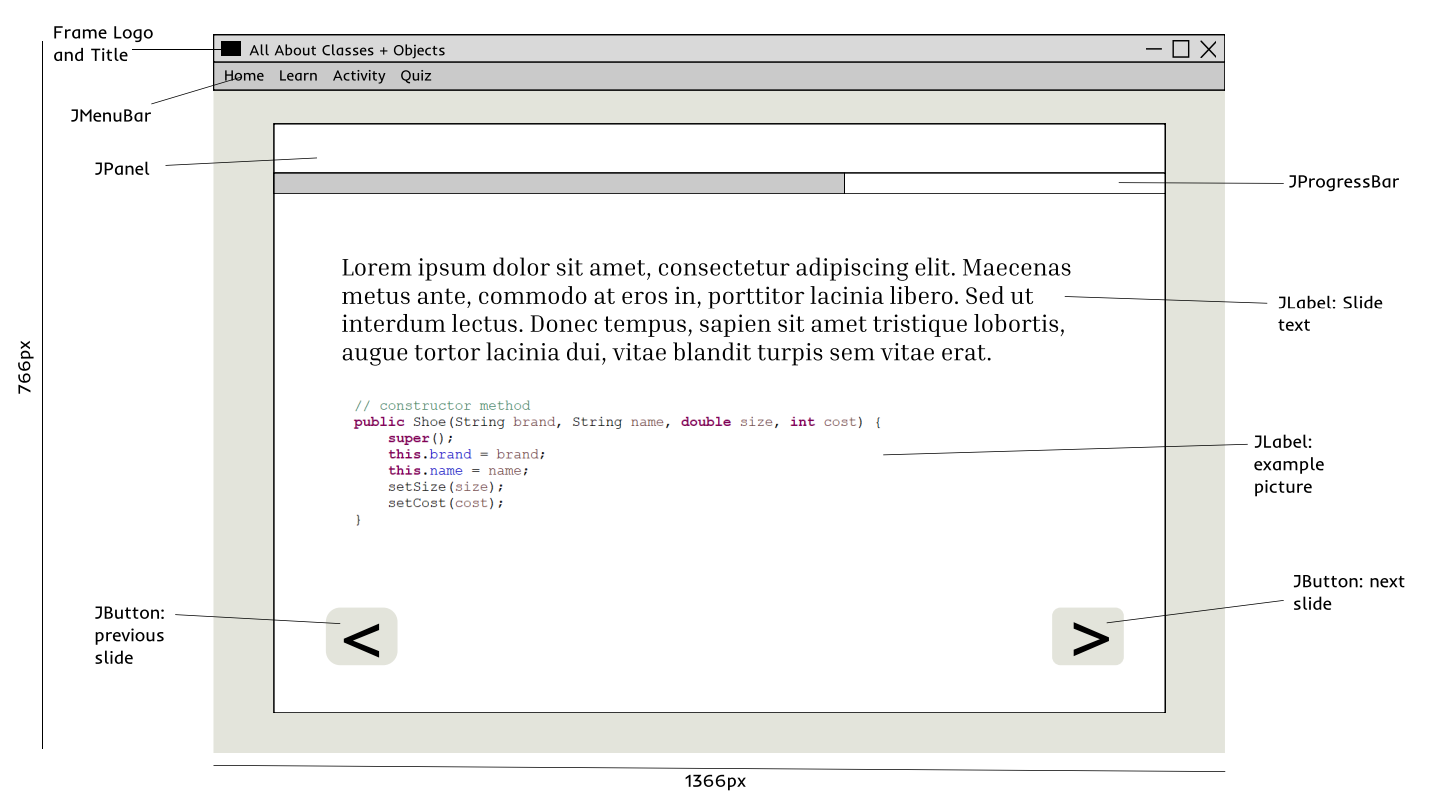 Frame Logo
and Title
All About Classes + Objects
Home Learn Activity Quiz
JMenuBar
JPanel
JProgressBar
Lorem ipsum dolor sit amet, consectetur adipiscing elit. Maecenas
metus ante, commodo at eros in, porttitor lacinia libero. Sed ut
interdum lectus. Donec tempus, sapien sit amet tristique lobortis,
augue tortor lacinia dui, vitae blandit turpis sem vitae erat.
JLabel: Slide
text
766px
// constructor method
public Shoe(String brand, String name, double size, int cost) {
    super();
    this.brand = brand;
    this.name = name;
    setSize(size);
    setCost(cost);
}
JLabel:
example
picture
JButton:
previous
slide
<
>
JButton: next
slide
1366px